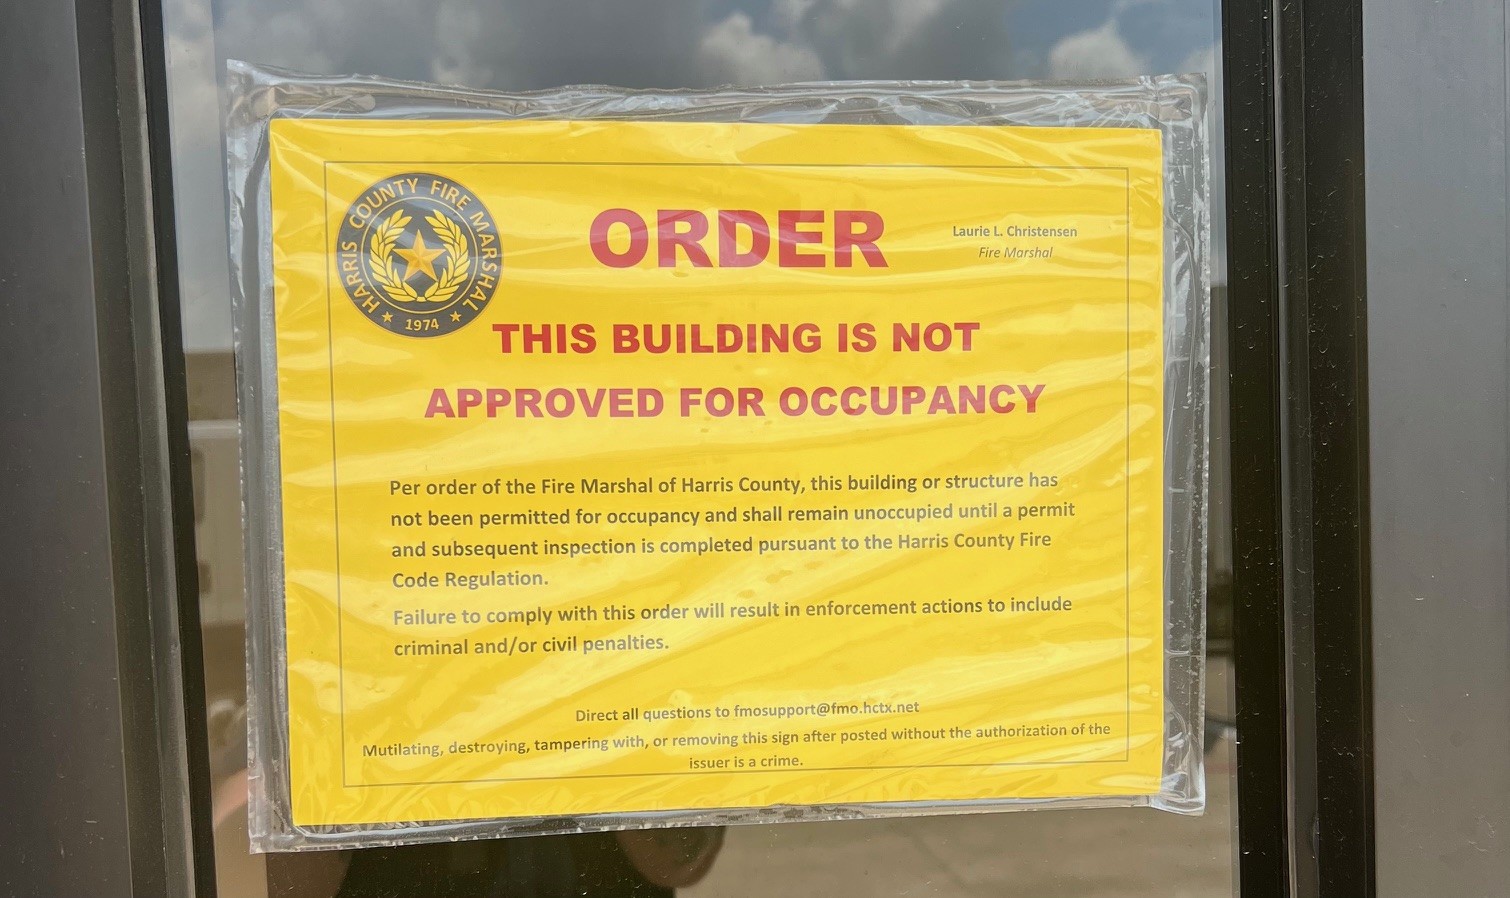 HARRIS COUNTY FIRE MARSHAL
1974
ORDER
Laurie L. Christensen
Fire Marshal
THIS BUILDING IS NOT
APPROVED FOR OCCUPANCY
Per order of the Fire Marshal of Harris County, this building or structure has
not been permitted for occupancy and shall remain unoccupied until a permit
and subsequent inspection is completed pursuant to the Harris County Fire
Code Regulation.
Failure to comply with this order will result in enforcement actions to include
criminal and/or civil penalties.
Direct all questions to fmosupport@fmo.hctx.net
Mutilating, destroying, tampering with, or removing this sign after posted without the authorization of the
issuer is a crime.